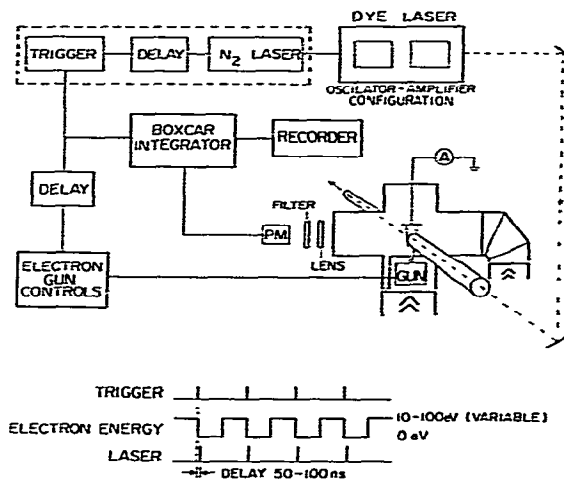 DYE LASER
TRIGGER
DELAY
N2 LASER
OSCILATOR-AMPLIFIER
CONFIGURATION
BOXCAR
INTEGRATOR
RECORDER
A
DELAY
FILTER
PM
LENS
GUN
ELECTRON
GUN
CONTROLS
TRIGGER
ELECTRON ENERGY
10-100eV (VARIABLE)
0 eV
LASER
DELAY 50-100ns